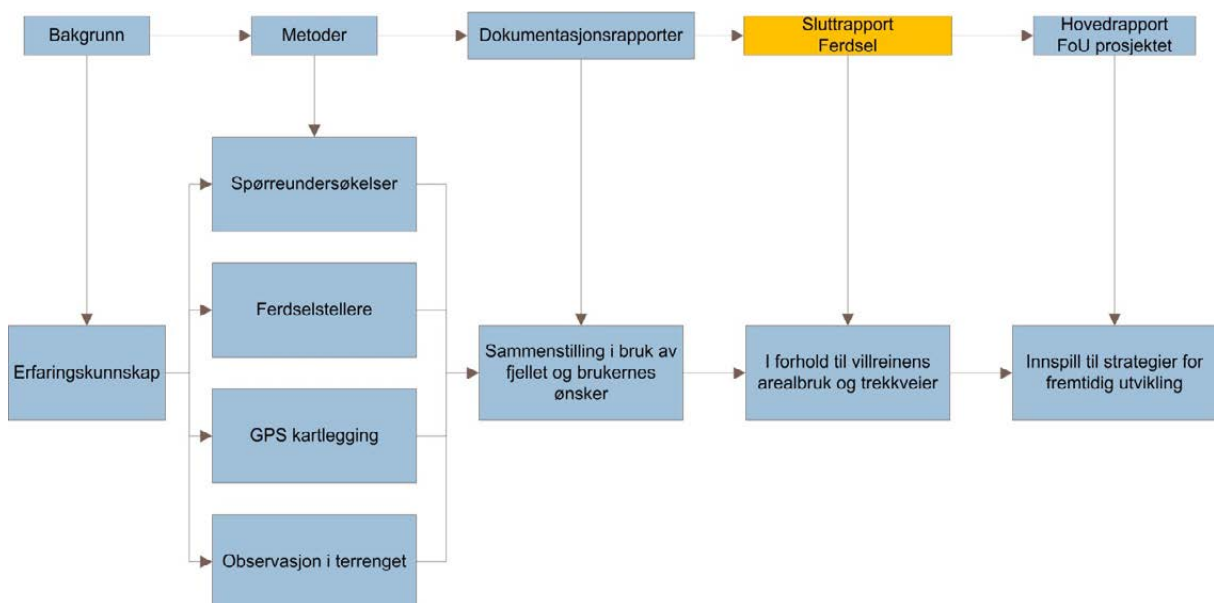 Bakgrunn
Metoder
Dokumentasjonsrapporter
Sluttrapport
Ferdsel
Hovedrapport
FoU prosjektet
Spørreundersøkelser
Ferdselstellere
Erfaringskunnskap
Sammenstilling i bruk av
fjellet og brukernes
ønsker
I forhold til villreinens
arealbruk og trekkveier
Innspill til strategier for
fremtidig utvikling
GPS kartlegging
Observasjon i terrenget